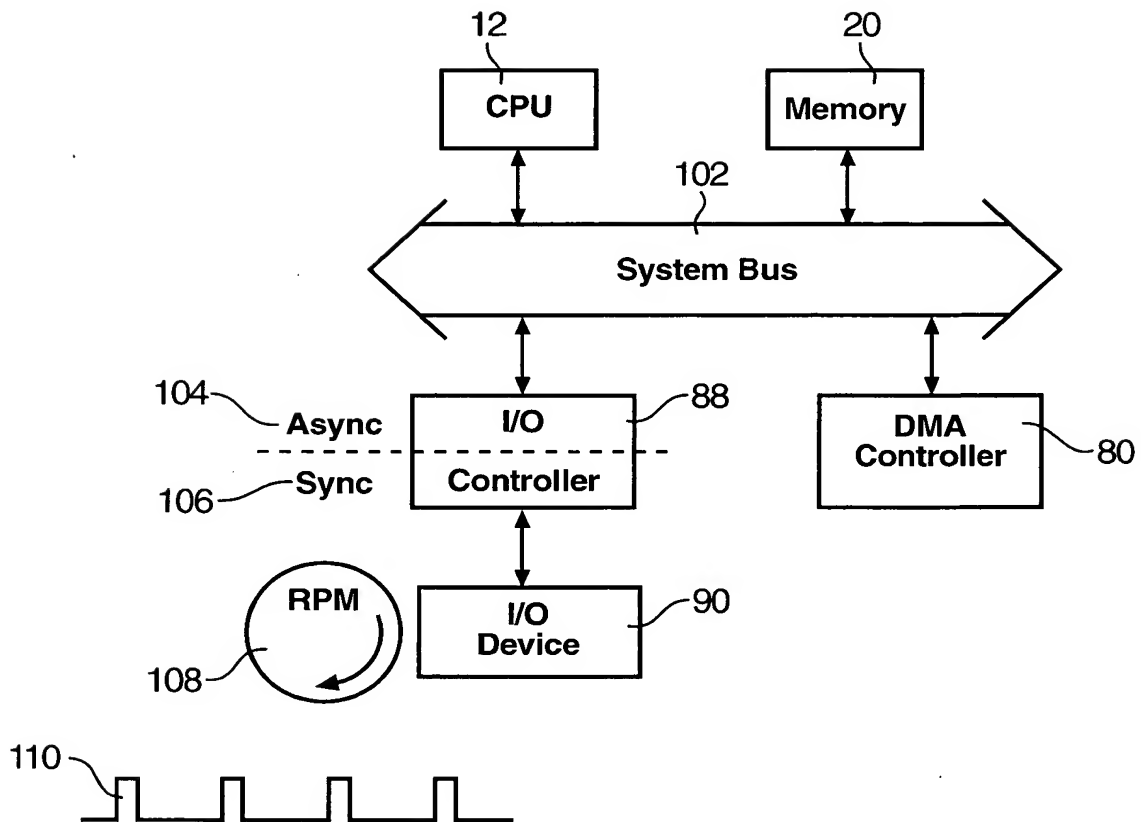 12
20
CPU
Memory
102
System Bus
104
Async
I/O
88
DMA
Controller
80
106
Sync
Controller
RPM
I/O
Device
90
108
110